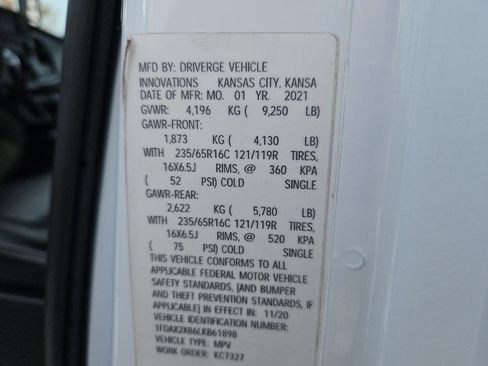 MFD BY: DRIVERGE VEHICLE
INNOVATIONS KANSAS CITY, KANSA
DATE OF MFR: MO. 01 YR. 2021
GVWR: 4,196 KG ( 9,250 LB)
GAWR-FRONT:
1,873 KG ( 4,130 LB)
WITH 235/65R16C 121/119R TIRES,
16X6.5J RIMS, @ 360 KPA
( 52 PSI) COLD SINGLE
GAWR-REAR:
2,622 KG ( 5,780 LB)
WITH 235/65R16C 121/119R TIRES,
16X6.5J RIMS, @ 520 KPA
( 75 PSI) COLD SINGLE
THIS VEHICLE CONFORMS TO ALL
APPLICABLE FEDERAL MOTOR VEHICLE
SAFETY STANDARDS, [AND BUMPER
AND THEFT PREVENTION STANDARDS, IF
APPLICABLE] IN EFFECT IN: 11/20
VEHICLE IDENTIFICATION NUMBER:
1FDAX2X86LKB61898
VEHICLE TYPE: MPV
WORK ORDER: KC7327